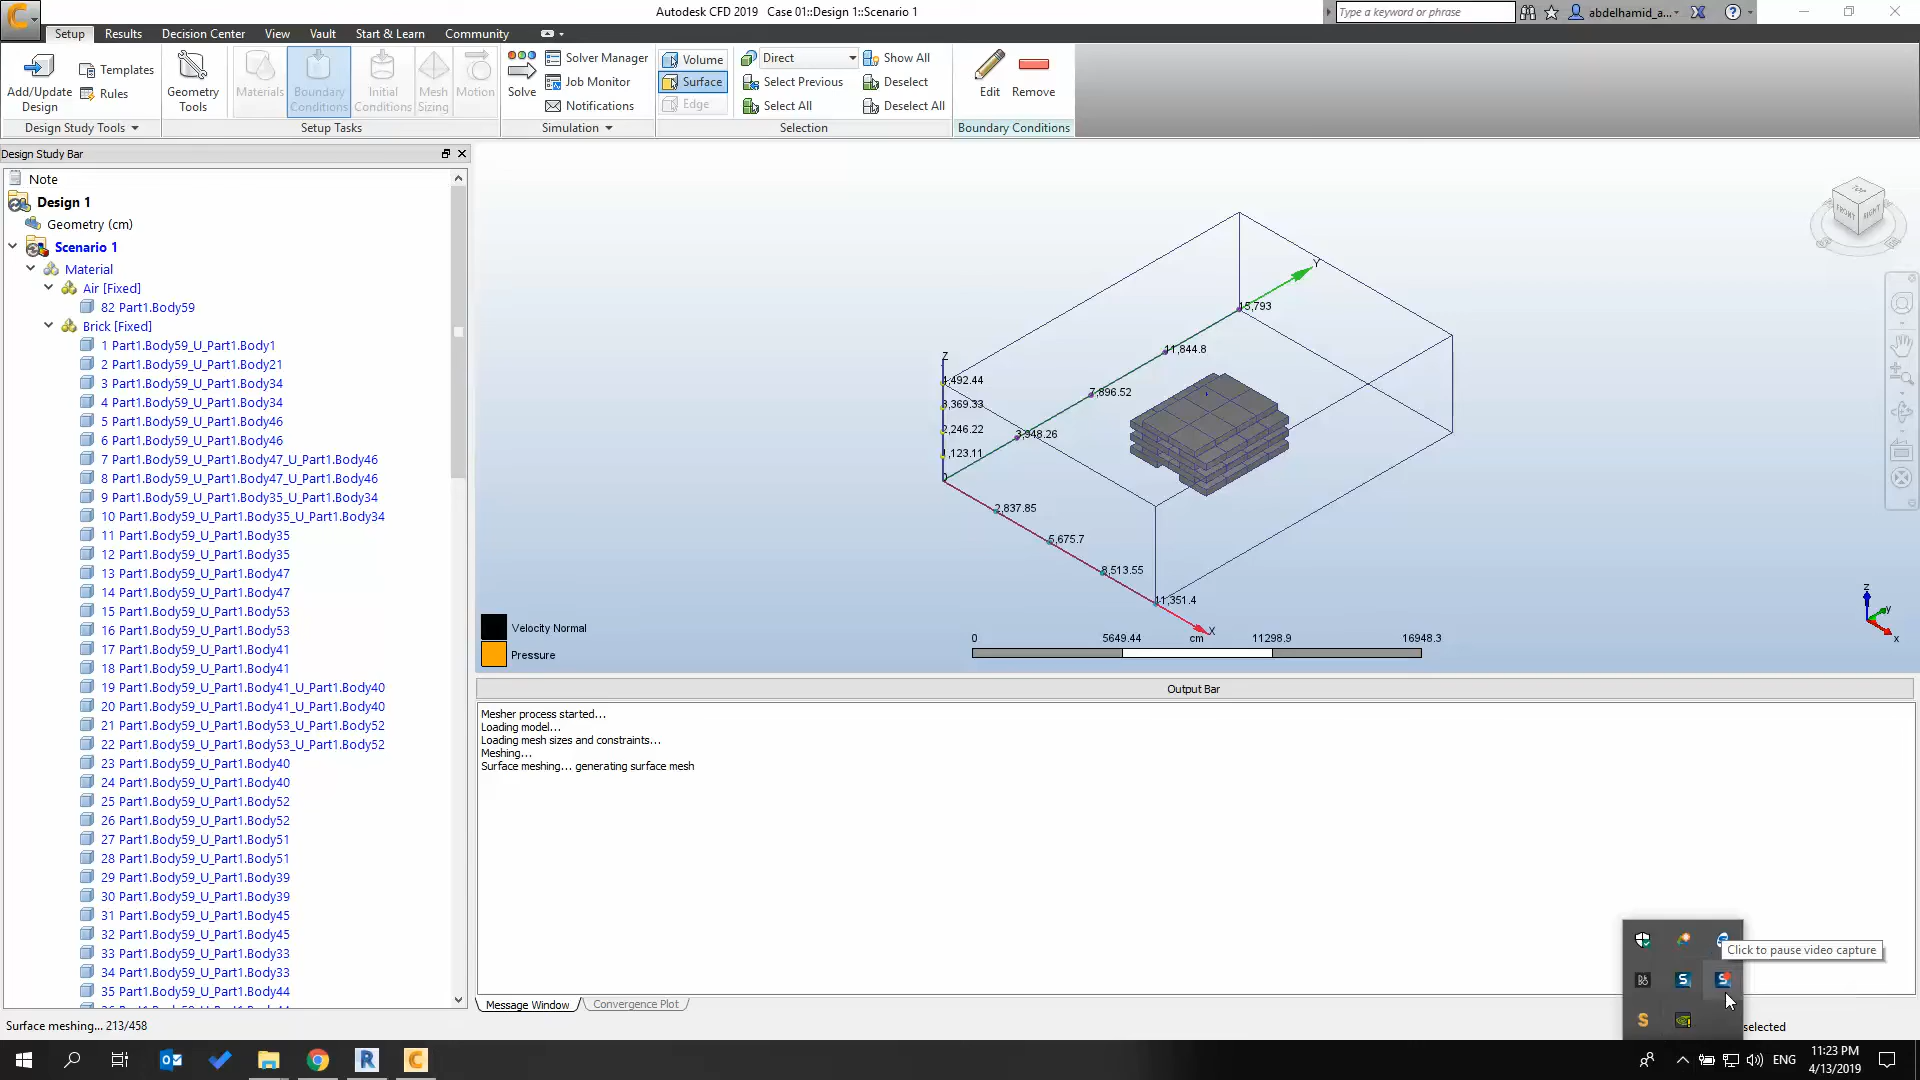 Autodesk CFD 2019   Case 01::Design 1::Scenario 1
Type a keyword or phrase
abdelhamid_a...
Setup Results Decision Center View Vault Start & Learn Community
Add/Update Design
Templates
Rules
Geometry Tools
Materials
Boundary Conditions
Initial Conditions
Mesh Sizing
Motion
Solve
Solver Manager
Job Monitor
Notifications
Volume
Surface
Edge
Direct
Select Previous
Select All
Show All
Deselect
Deselect All
Edit
Remove
Design Study Tools
Setup Tasks
Simulation
Selection
Boundary Conditions
Design Study Bar
Note
Design 1
Geometry (cm)
Scenario 1
Material
Air [Fixed]
82 Part1.Body59
Brick [Fixed]
1 Part1.Body59_U_Part1.Body1
2 Part1.Body59_U_Part1.Body21
3 Part1.Body59_U_Part1.Body34
4 Part1.Body59_U_Part1.Body34
5 Part1.Body59_U_Part1.Body46
6 Part1.Body59_U_Part1.Body46
7 Part1.Body59_U_Part1.Body47_U_Part1.Body46
8 Part1.Body59_U_Part1.Body47_U_Part1.Body46
9 Part1.Body59_U_Part1.Body35_U_Part1.Body34
10 Part1.Body59_U_Part1.Body35_U_Part1.Body34
11 Part1.Body59_U_Part1.Body35
12 Part1.Body59_U_Part1.Body35
13 Part1.Body59_U_Part1.Body47
14 Part1.Body59_U_Part1.Body47
15 Part1.Body59_U_Part1.Body53
16 Part1.Body59_U_Part1.Body53
17 Part1.Body59_U_Part1.Body41
18 Part1.Body59_U_Part1.Body41
19 Part1.Body59_U_Part1.Body41_U_Part1.Body40
20 Part1.Body59_U_Part1.Body41_U_Part1.Body40
21 Part1.Body59_U_Part1.Body53_U_Part1.Body52
22 Part1.Body59_U_Part1.Body53_U_Part1.Body52
23 Part1.Body59_U_Part1.Body40
24 Part1.Body59_U_Part1.Body40
25 Part1.Body59_U_Part1.Body52
26 Part1.Body59_U_Part1.Body52
27 Part1.Body59_U_Part1.Body51
28 Part1.Body59_U_Part1.Body51
29 Part1.Body59_U_Part1.Body39
30 Part1.Body59_U_Part1.Body39
31 Part1.Body59_U_Part1.Body45
32 Part1.Body59_U_Part1.Body45
33 Part1.Body59_U_Part1.Body33
34 Part1.Body59_U_Part1.Body33
35 Part1.Body59_U_Part1.Body44
Surface meshing... 213/458
TOP
FRONT
RIGHT
Y
15,793
11,844.8
7,896.52
3,948.26
Z
,492.44
3,369.33
2,246.22
1,123.11
2,837.85
5,675.7
8,513.55
11,351.4
X
Velocity Normal
Pressure
0 5649.44 cm 11298.9 16948.3
z
y
x
Output Bar
Mesher process started...
Loading model...
Loading mesh sizes and constraints...
Meshing...
Surface meshing... generating surface mesh
Message Window
Convergence Plot
Click to pause video capture
selected
ENG
11:23 PM
4/13/2019